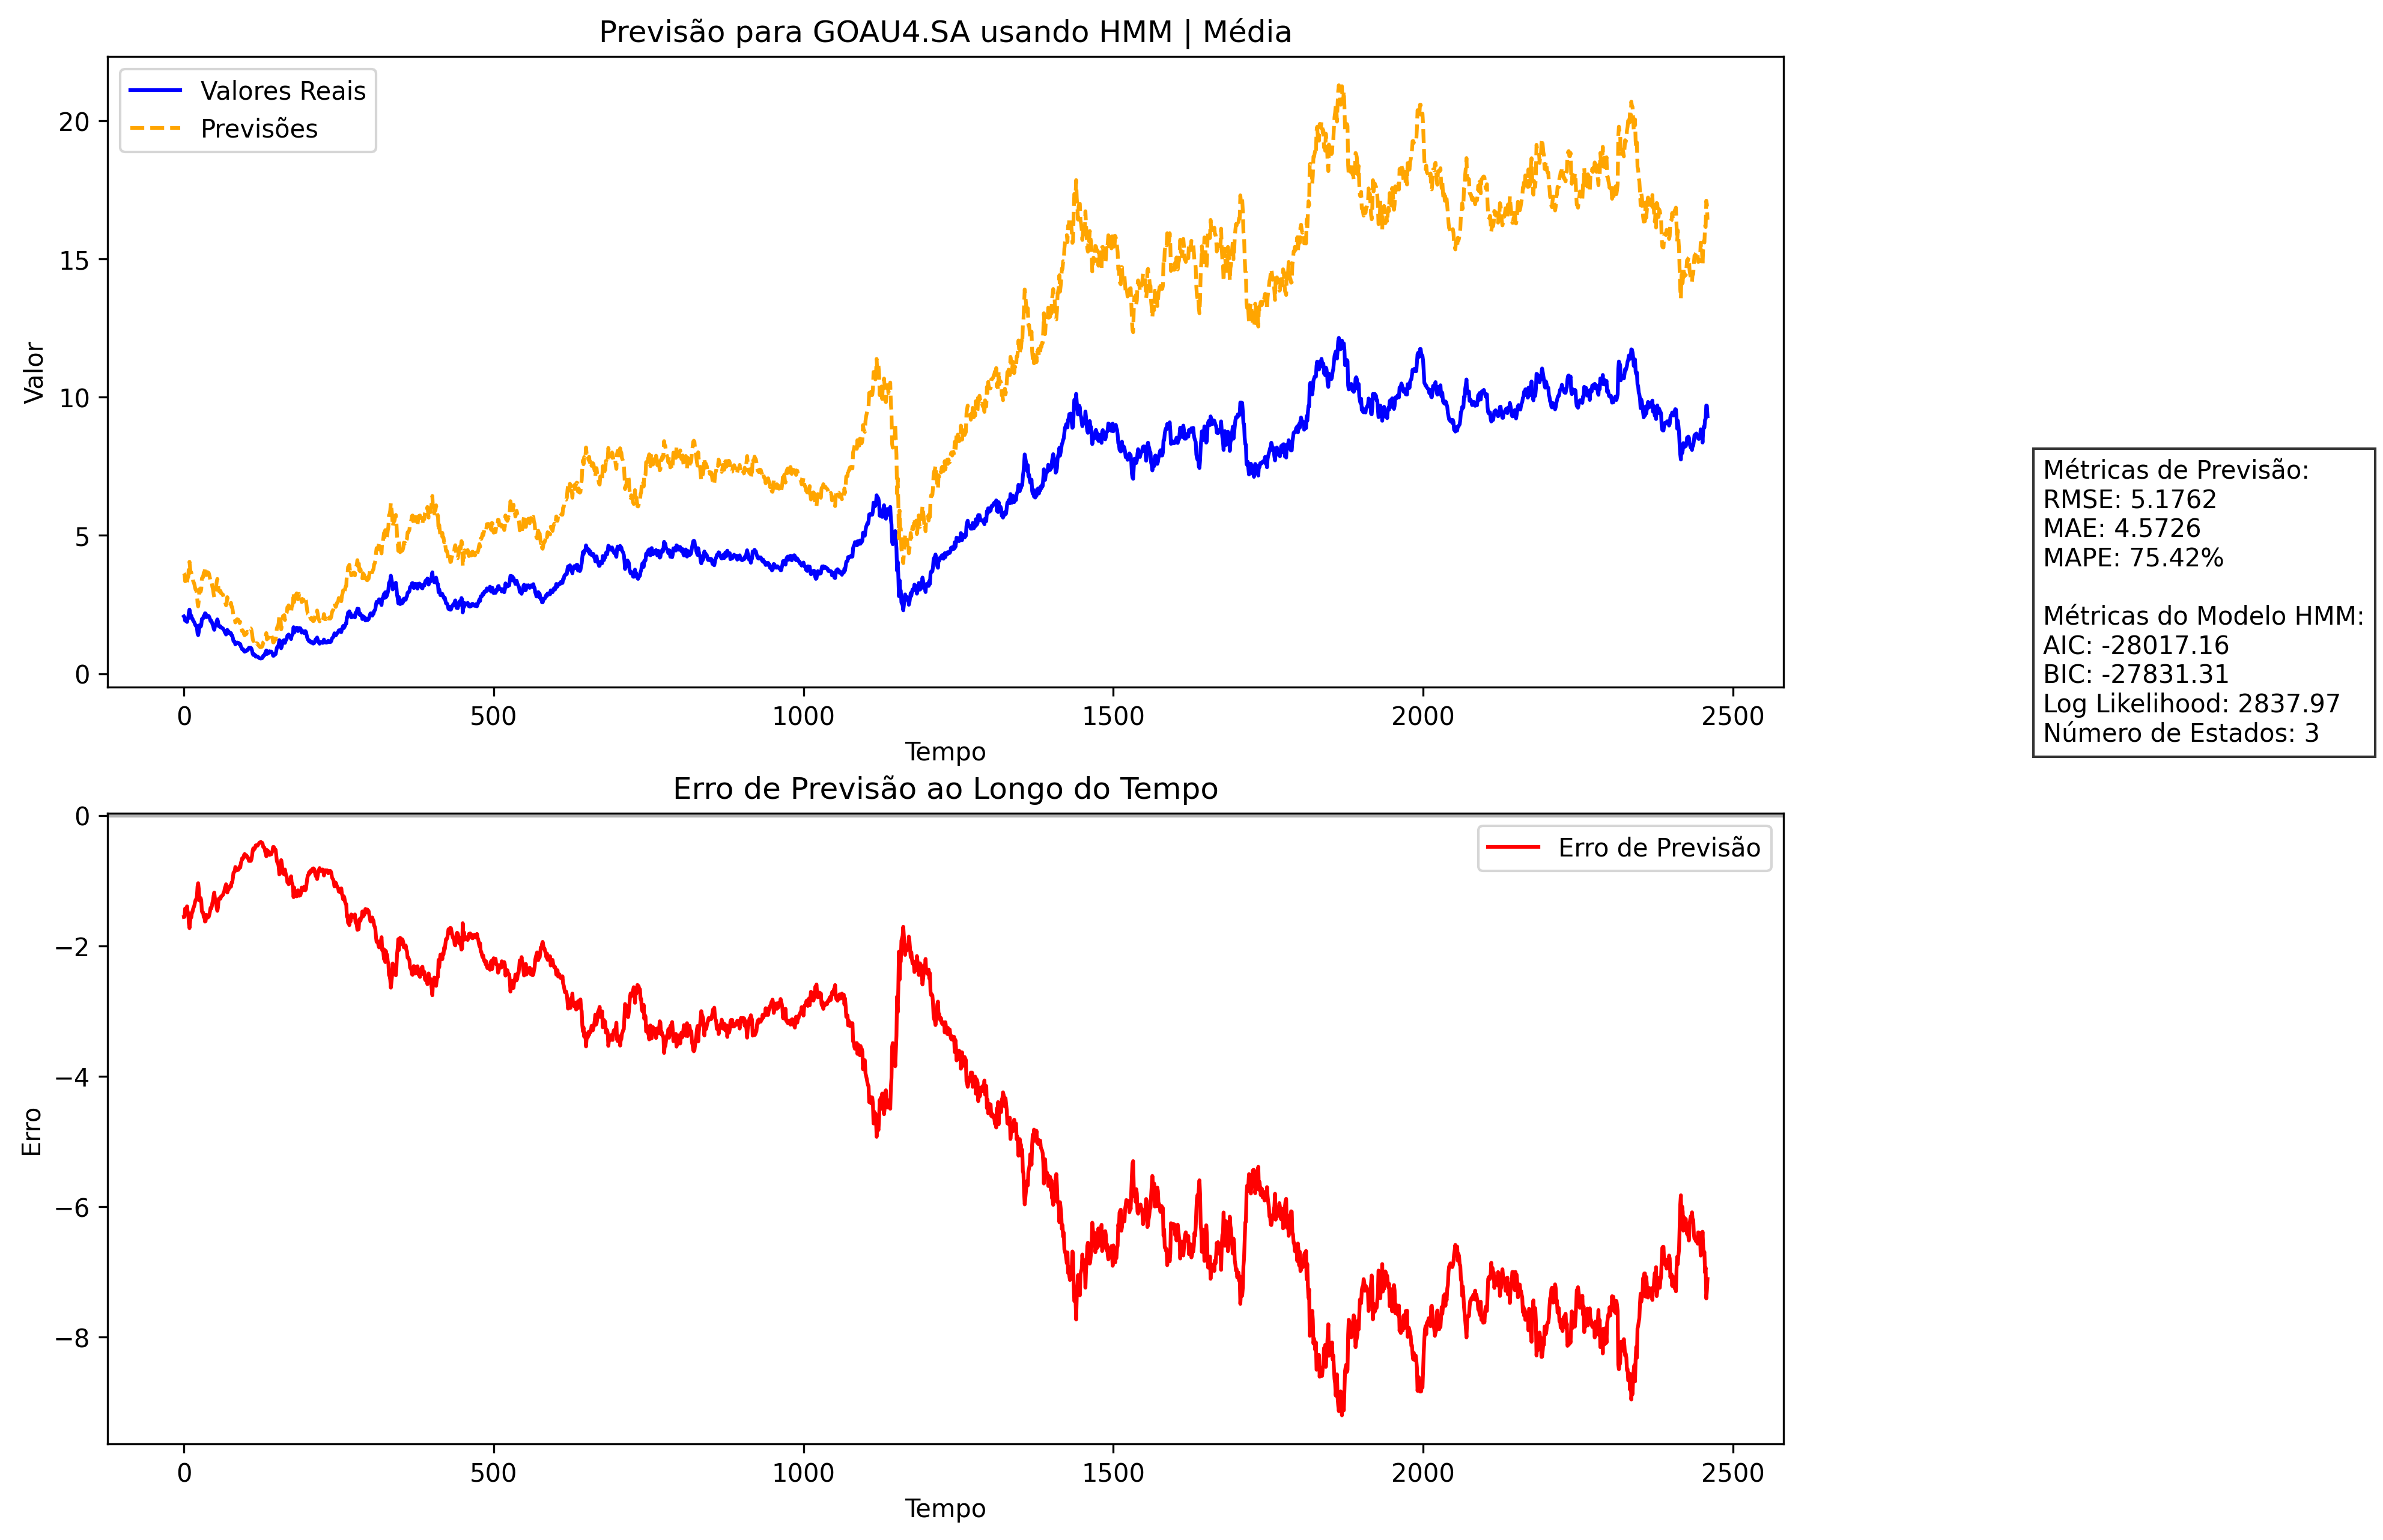 Previsão para GOAU4.SA usando HMM | Média
Valores Reais
Previsões
Valor
20
15
10
5
0
0 500 1000 1500 2000 2500
Tempo
Métricas de Previsão:
RMSE: 5.1762
MAE: 4.5726
MAPE: 75.42%
Métricas do Modelo HMM:
AIC: -28017.16
BIC: -27831.31
Log Likelihood: 2837.97
Número de Estados: 3
Erro de Previsão ao Longo do Tempo
Erro de Previsão
Erro
0
−2
−4
−6
−8
0 500 1000 1500 2000 2500
Tempo